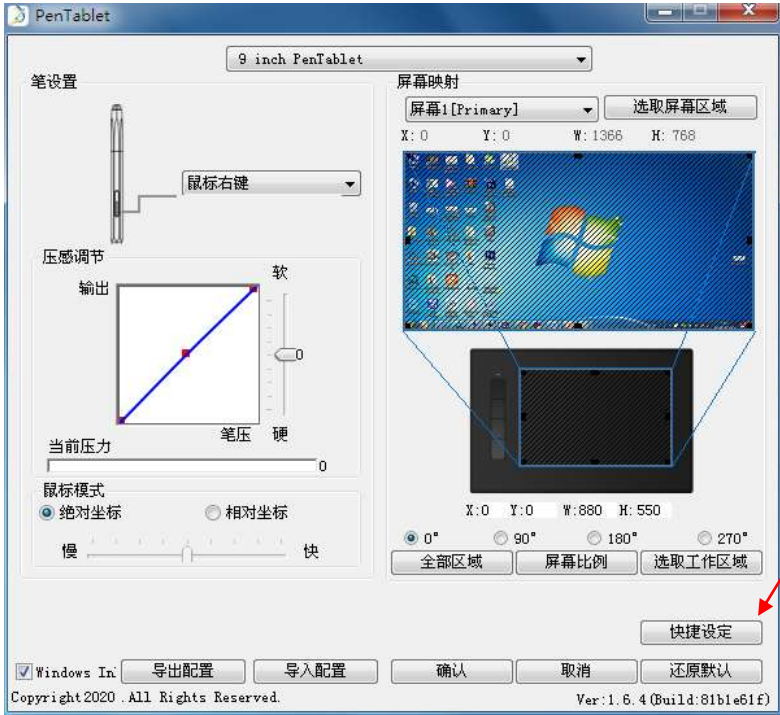 PenTablet
9 inch PenTablet
笔设置
鼠标右键
压感调节
输出
软
0
硬
笔压
当前压力
0
鼠标模式
绝对坐标 相对坐标
慢 快
屏幕映射
屏幕1[Primary] 选取屏幕区域
X: 0 Y: 0 W: 1366 H: 768
X:0 Y:0 W:880 H: 550
0° 90° 180° 270°
全部区域 屏幕比例 选取工作区域
快捷设定
Windows In 导出配置 导入配置 确认 取消 还原默认
Copyright2020 .All Rights Reserved. Ver:1.6.4(Build:81b1e61f)